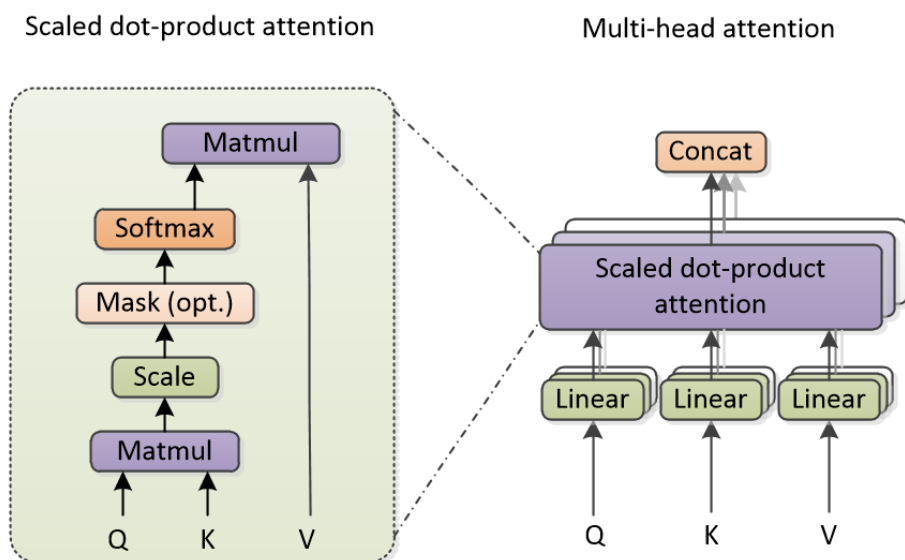 Scaled dot-product attention
Matmul
Softmax
Mask (opt.)
Scale
Matmul
Q K V
Multi-head attention
Concat
Scaled dot-product
attention
Linear Linear Linear
Q K V